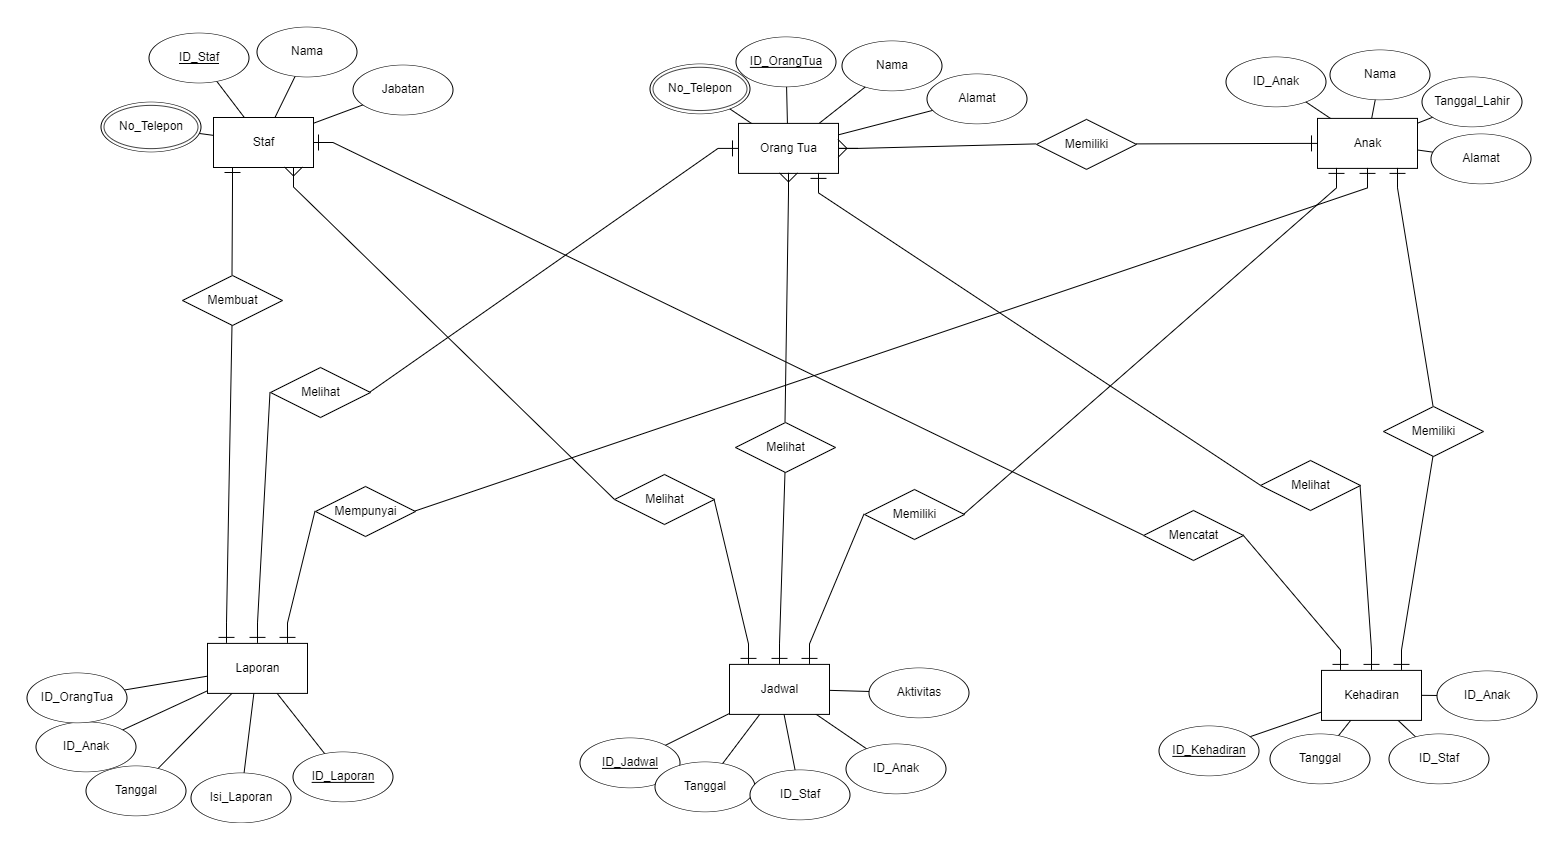 Nama
ID_Staf
Jabatan
No_Telepon
Staf
ID_OrangTua
Nama
No_Telepon
Alamat
Orang Tua
Memiliki
Nama
ID_Anak
Tanggal_Lahir
Anak
Alamat
Membuat
Melihat
Melihat
Memiliki
Melihat
Melihat
Mempunyai
Memiliki
Mencatat
Laporan
ID_OrangTua
ID_Anak
Tanggal
Isi_Laporan
ID_Laporan
Jadwal
Aktivitas
ID_Jadwal
Tanggal
ID_Staf
ID_Anak
Kehadiran
ID_Anak
ID_Kehadiran
Tanggal
ID_Staf